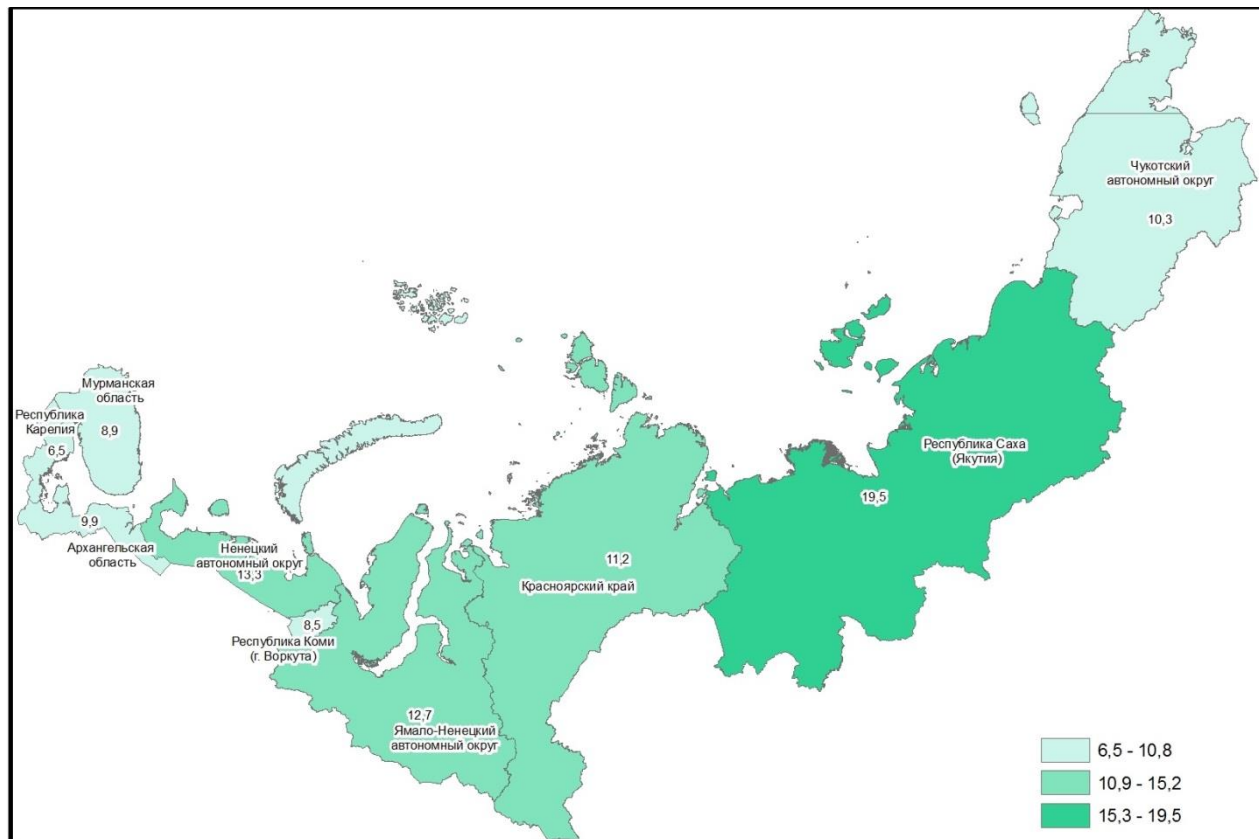 Чукотский
автономный округ
10,3
Мурманская
область
8,9
Республика
Карелия
6,5
Республика Саха
(Якутия)
19,5
9,9
Архангельская
область
Ненецкий
автономный округ
13,3
11,2
Красноярский край
8,5
Республика Коми
(г. Воркута)
12,7
Ямало-Ненецкий
автономный округ
6,5 - 10,8
10,9 - 15,2
15,3 - 19,5